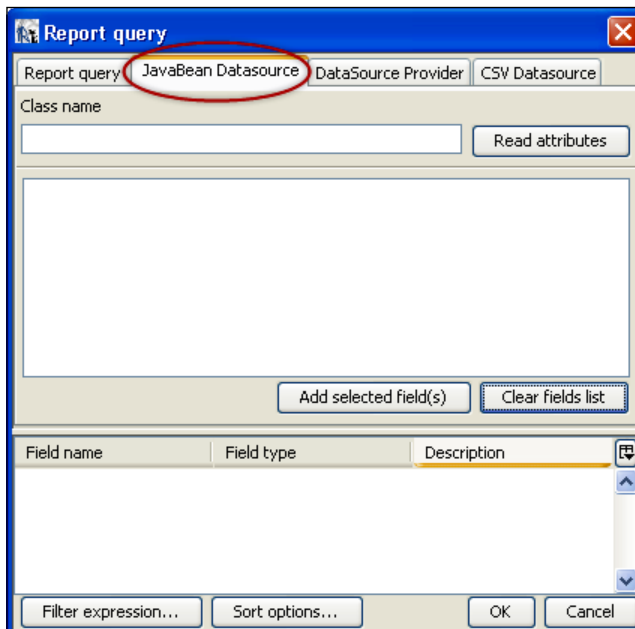 Report query
Report query JavaBean Datasource DataSource Provider CSV Datasource
Class name
Read attributes
Add selected field(s) Clear fields list
Field name Field type Description
Filter expression... Sort options... OK Cancel